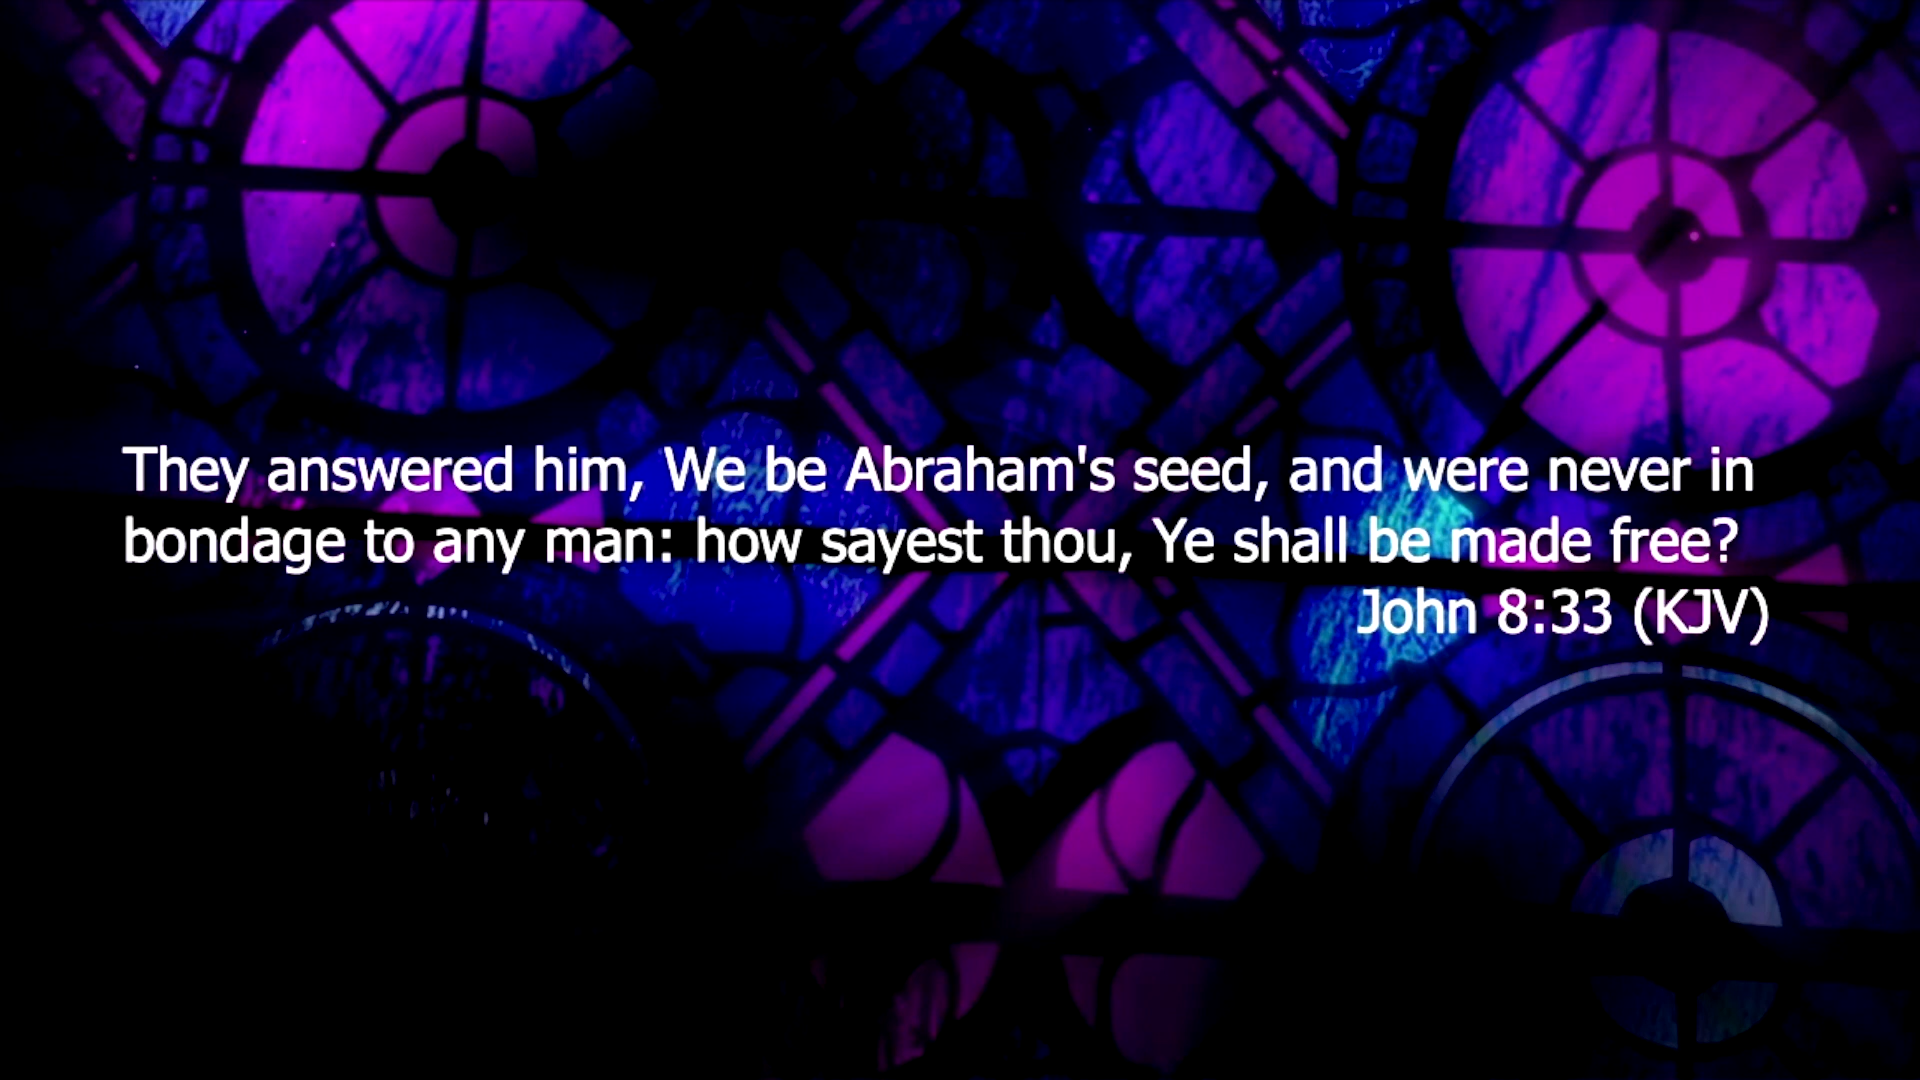 They answered him, We be Abraham's seed, and were never in
bondage to any man: how sayest thou, Ye shall be made free?
John 8:33 (KJV)